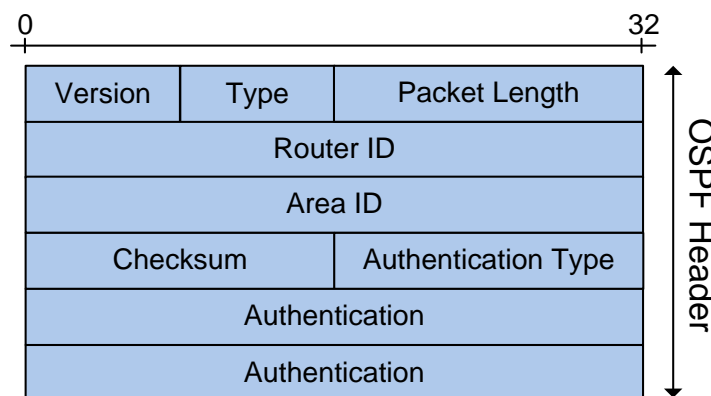 0 32
Version Type Packet Length
Router ID
Area ID
Checksum Authentication Type
Authentication
Authentication
OSPF Header